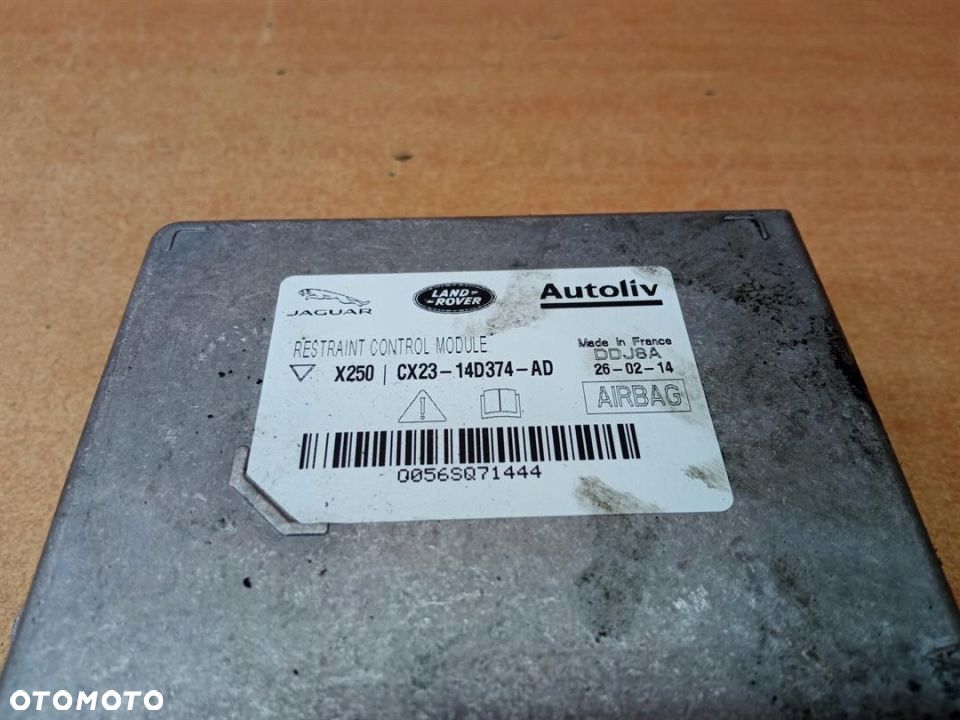 JAGUAR
LAND ROVER
Autoliv
RESTRAINT CONTROL MODULE
Made in France
DDJ8A
X250 | CX23-14D374-AD
26-02-14
AIRBAG
Q056SQ71444
OTOMOTO